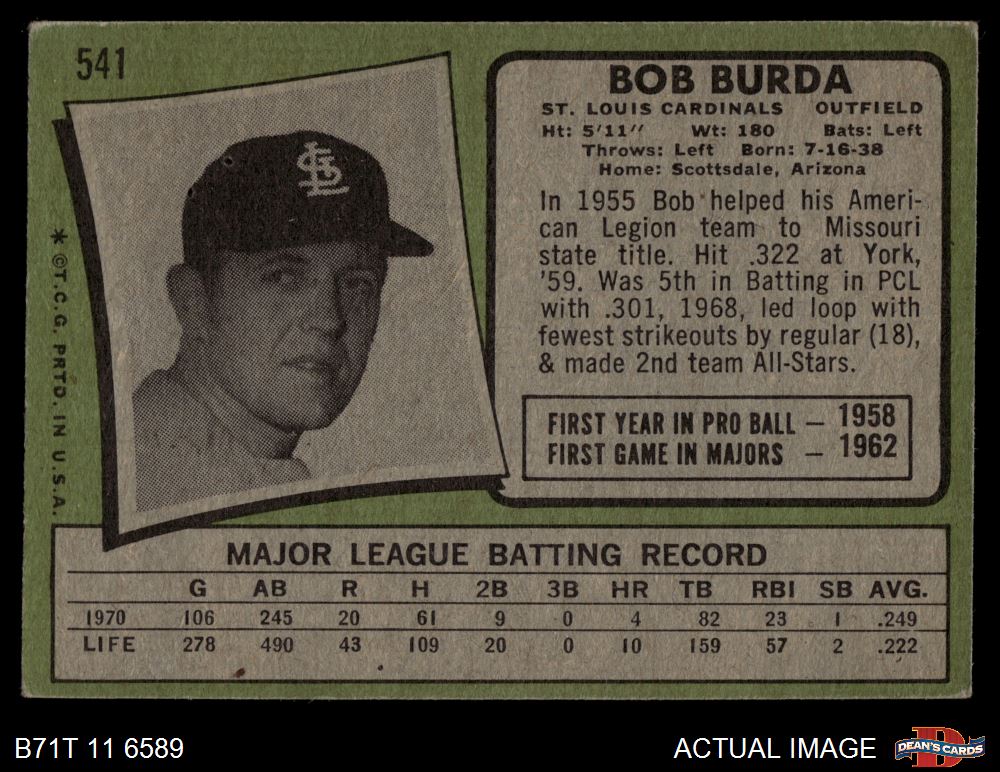 541
BOB BURDA
ST. LOUIS CARDINALS OUTFIELD
Ht: 5'11" Wt: 180 Bats: Left
Throws: Left Born: 7-16-38
Home: Scottsdale, Arizona
In 1955 Bob helped his Ameri-
can Legion team to Missouri
state title. Hit .322 at York,
'59. Was 5th in Batting in PCL
with .301, 1968, led loop with
fewest strikeouts by regular (18),
& made 2nd team All-Stars.
FIRST YEAR IN PRO BALL – 1958
FIRST GAME IN MAJORS – 1962
StL
* ©T.C.G. PRTD. IN U.S.A.
MAJOR LEAGUE BATTING RECORD
G AB R H 2B 3B HR TB RBI SB AVG.
1970 106 245 20 61 9 0 4 82 23 1 .249
LIFE 278 490 43 109 20 0 10 159 57 2 .222
B71T 11 6589
ACTUAL IMAGE
D
DEAN'S CARDS